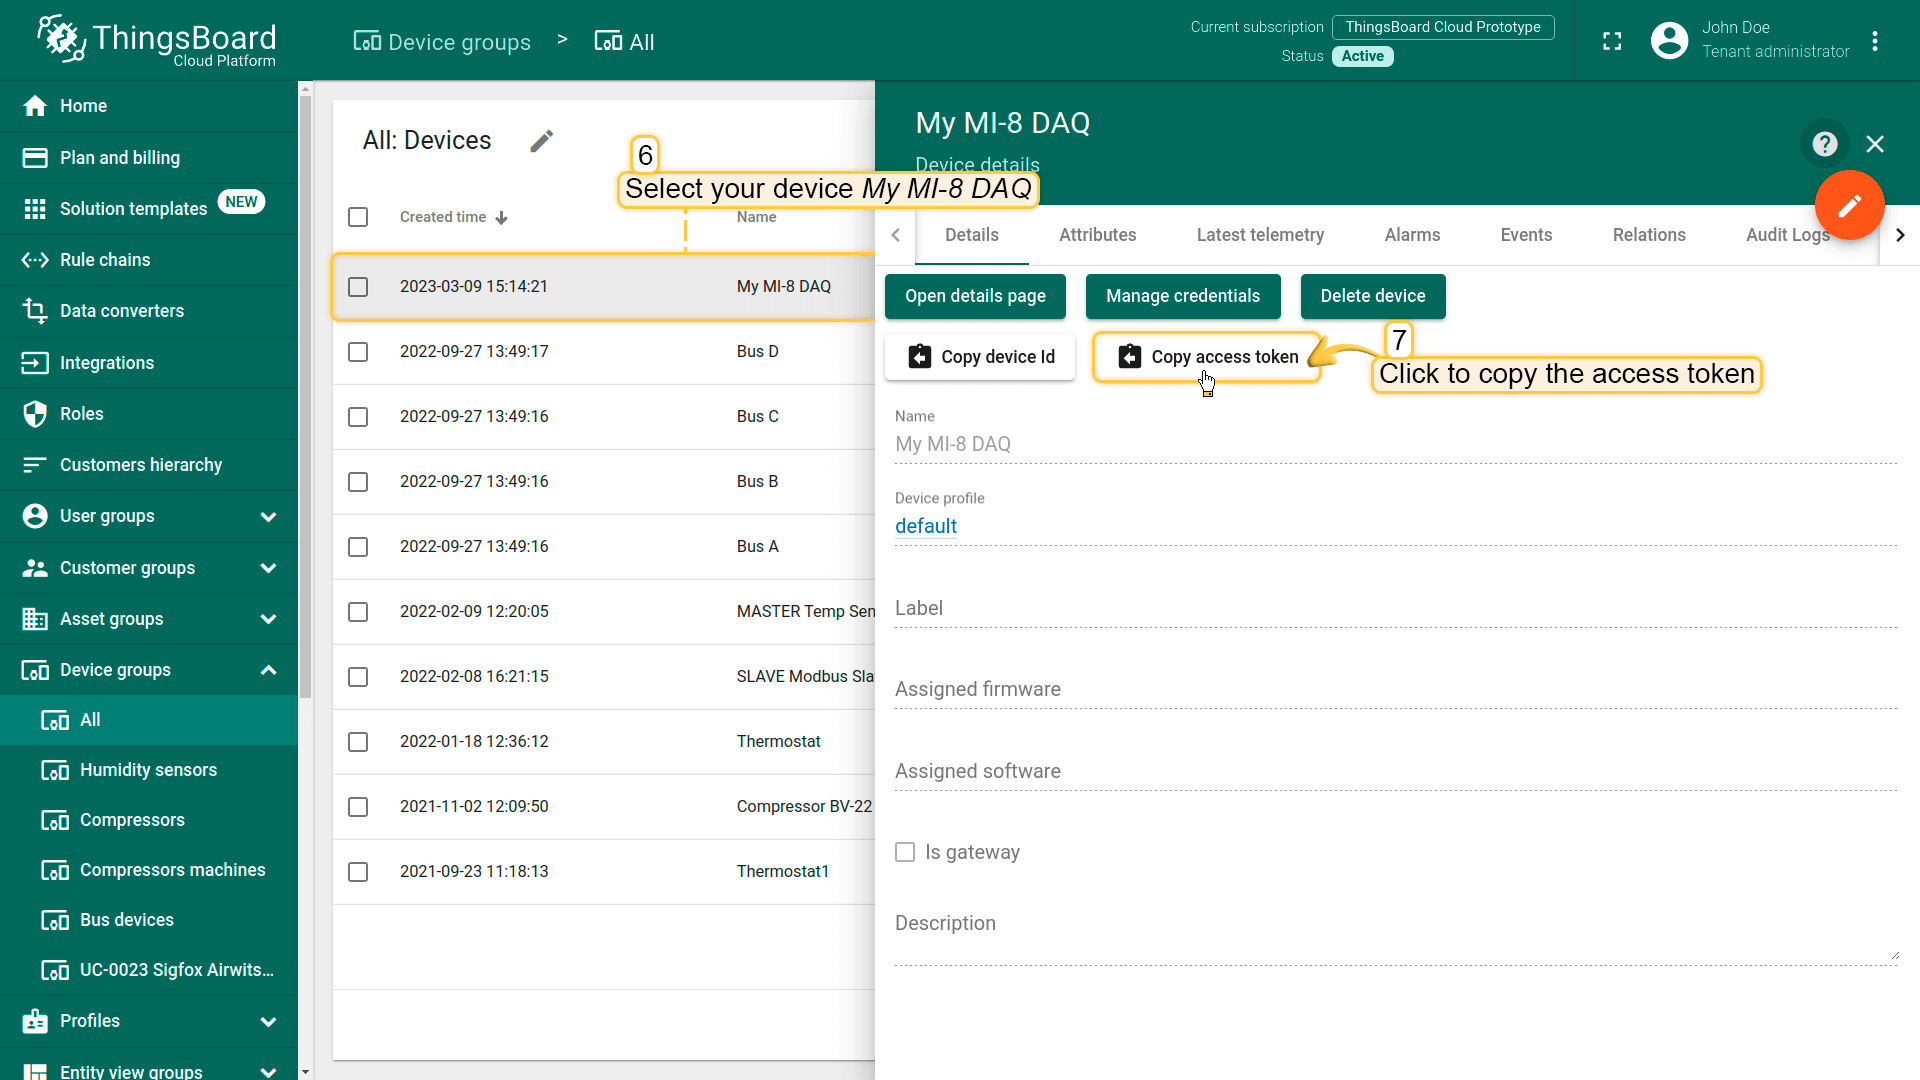 ThingsBoard
Cloud Platform
Device groups > All
Current subscription ThingsBoard Cloud Prototype
Status Active
John Doe
Tenant administrator
Home
Plan and billing
Solution templates NEW
Rule chains
Data converters
Integrations
Roles
Customers hierarchy
User groups
Customer groups
Asset groups
Device groups
All
Humidity sensors
Compressors
Compressors machines
Bus devices
UC-0023 Sigfox Airwits...
Profiles
Entity view groups
All: Devices
6
Select your device My MI-8 DAQ
Created time Name
2023-03-09 15:14:21 My MI-8 DAQ
2022-09-27 13:49:17 Bus D
2022-09-27 13:49:16 Bus C
2022-09-27 13:49:16 Bus B
2022-09-27 13:49:16 Bus A
2022-02-09 12:20:05 MASTER Temp Sen
2022-02-08 16:21:15 SLAVE Modbus Sla
2022-01-18 12:36:12 Thermostat
2021-11-02 12:09:50 Compressor BV-22
2021-09-23 11:18:13 Thermostat1
My MI-8 DAQ
Device details
Details Attributes Latest telemetry Alarms Events Relations Audit Logs
Open details page Manage credentials Delete device
Copy device Id Copy access token
7
Click to copy the access token
Name
My MI-8 DAQ
Device profile
default
Label
Assigned firmware
Assigned software
Is gateway
Description